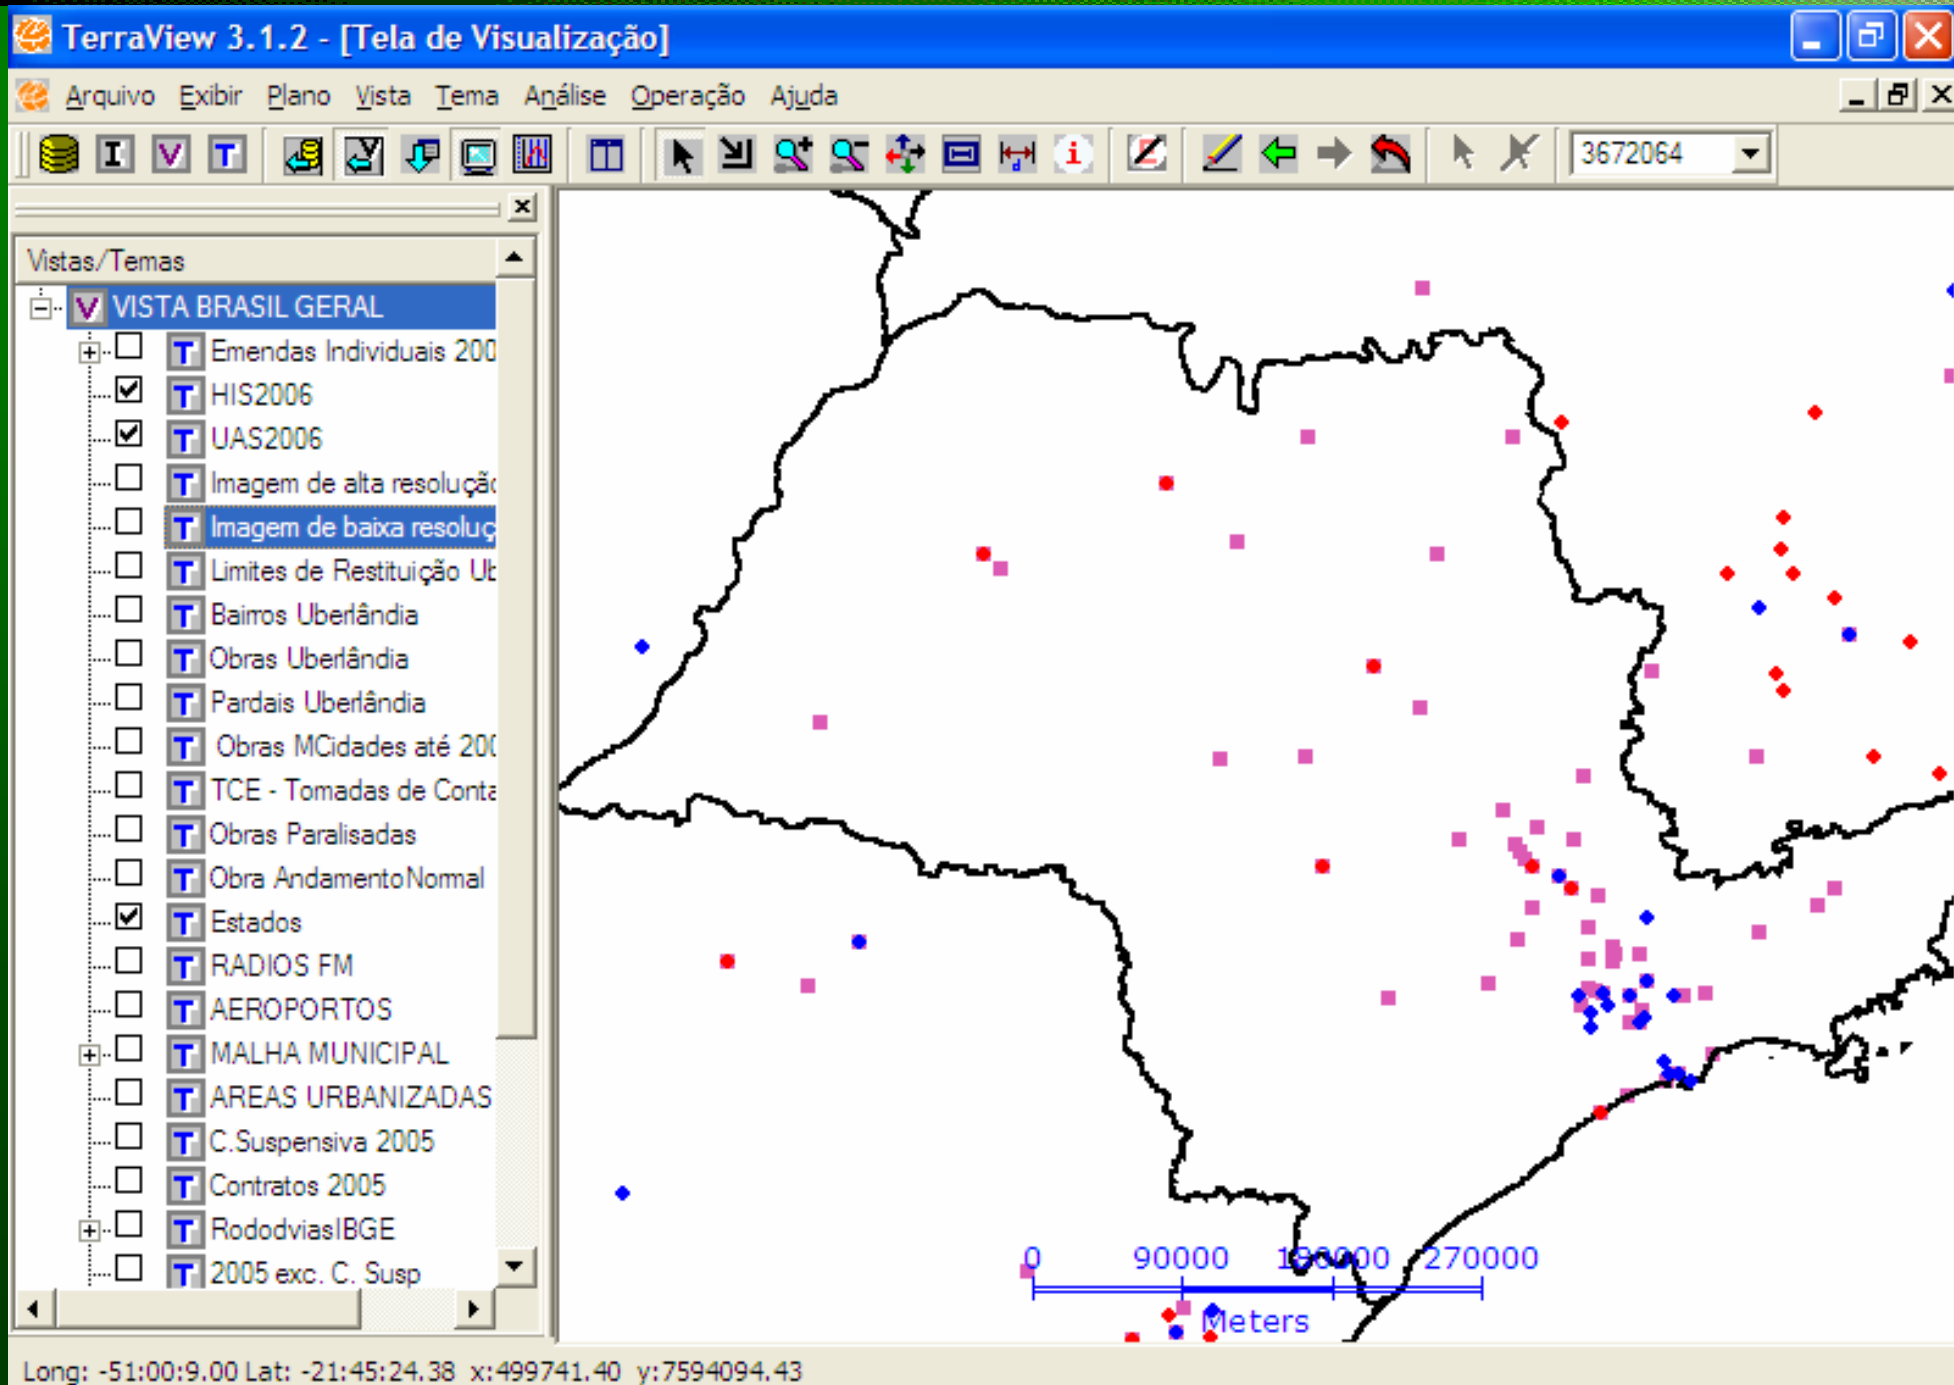 TerraView 3.1.2 - [Tela de Visualização]
Arquivo Exibir Plano Vista Tema Análise Operação Ajuda
3672064
Vistas/Temas
VISTA BRASIL GERAL
Emendas Individuais 200
HIS2006
UAS2006
Imagem de alta resolução
Imagem de baixa resoluç
Limites de Restituição Ub
Bairros Uberlândia
Obras Uberlândia
Pardais Uberlândia
Obras MCidades até 200
TCE - Tomadas de Conta
Obras Paralisadas
Obra AndamentoNormal
Estados
RADIOS FM
AEROPORTOS
MALHA MUNICIPAL
AREAS URBANIZADAS
C.Suspensiva 2005
Contratos 2005
RododviasIBGE
2005 exc. C. Susp
0 90000 180000 270000
Meters
Long: -51:00:9.00 Lat: -21:45:24.38 x:499741.40 y:7594094.43